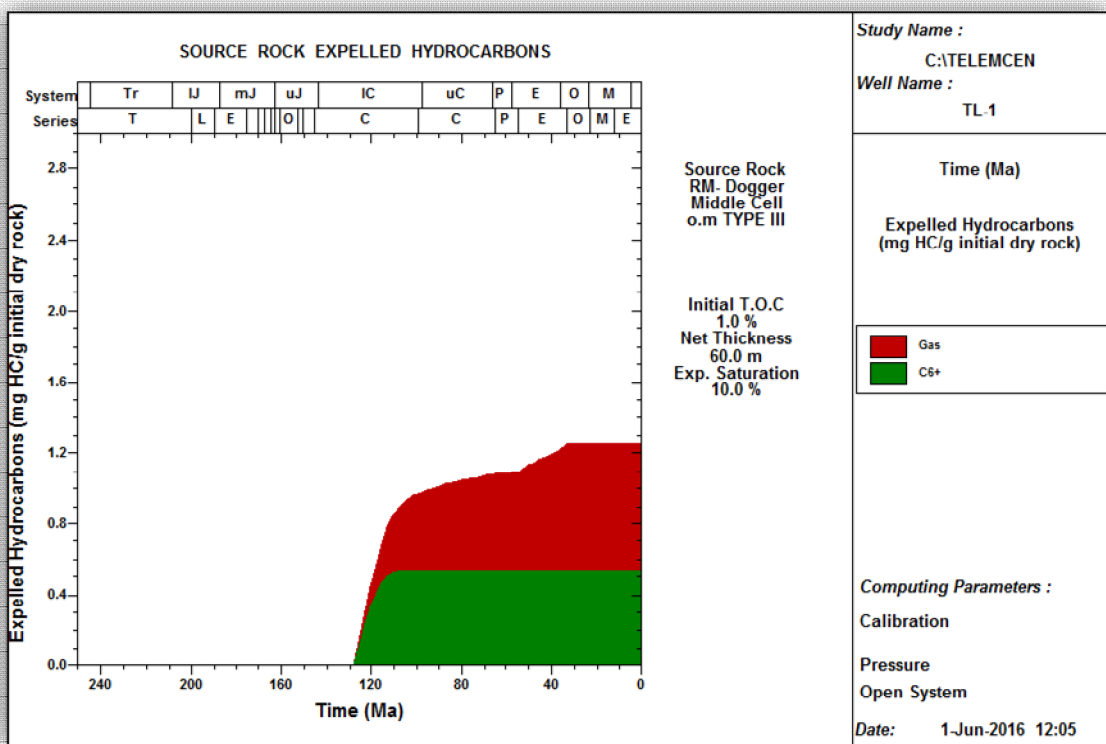 SOURCE ROCK EXPELLED HYDROCARBONS
System Tr lJ mJ uJ lC uC P E O M
Series T L E O C C P E O M E
Expelled Hydrocarbons (mg HC/g initial dry rock)
2.8
2.4
2.0
1.6
1.2
0.8
0.4
0.0
240 200 160 120 80 40 0
Time (Ma)
Source Rock
RM- Dogger
Middle Cell
o.m TYPE III
Initial T.O.C
1.0 %
Net Thickness
60.0 m
Exp. Saturation
10.0 %
Study Name :
C:\TELEMCEN
Well Name :
TL-1
Time (Ma)
Expelled Hydrocarbons
(mg HC/g initial dry rock)
Gas
C6+
Computing Parameters :
Calibration
Pressure
Open System
Date: 1-Jun-2016 12:05